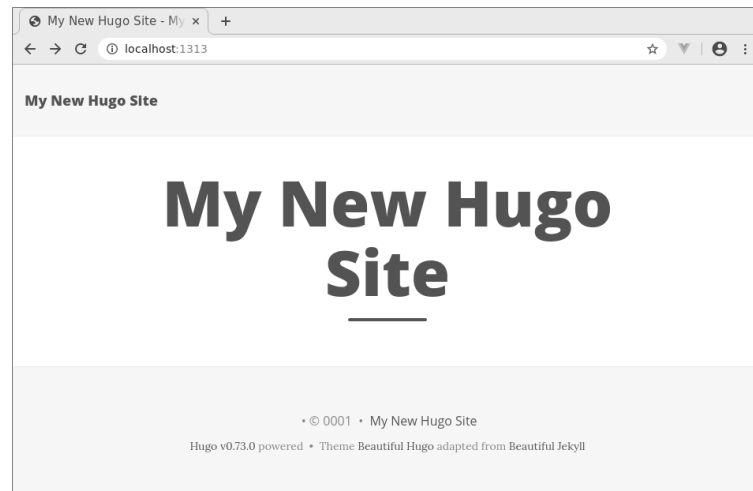 My New Hugo Site - My
localhost:1313
My New Hugo Site
My New Hugo
Site
• © 0001 • My New Hugo Site
Hugo v0.73.0 powered • Theme Beautiful Hugo adapted from Beautiful Jekyll